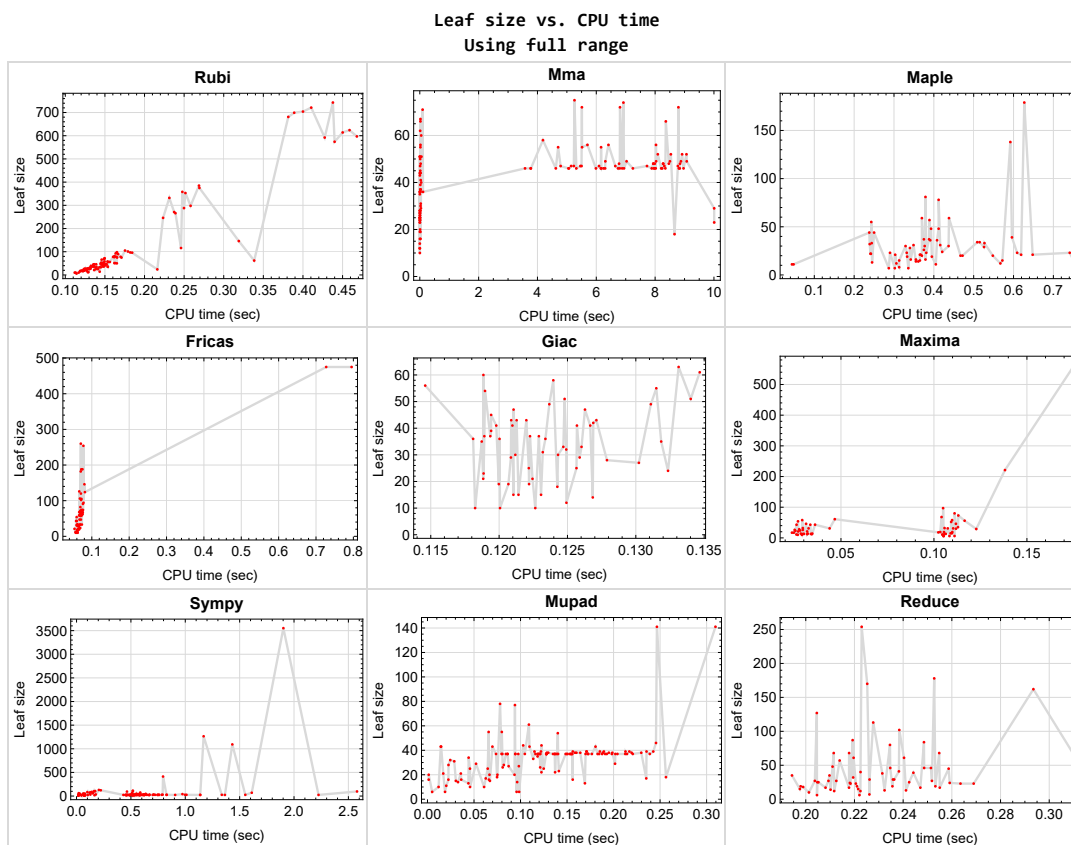 Leaf size vs. CPU time
Using full range
Rubi
Leaf size
700
600
500
400
300
200
100
0
0.10 0.15 0.20 0.25 0.30 0.35 0.40 0.45
CPU time (sec)
Mma
Leaf size
60
40
20
0
0 2 4 6 8 10
CPU time (sec)
Maple
Leaf size
150
100
50
0
0.1 0.2 0.3 0.4 0.5 0.6 0.7
CPU time (sec)
Fricas
Leaf size
500
400
300
200
100
0
0.1 0.2 0.3 0.4 0.5 0.6 0.7 0.8
CPU time (sec)
Giac
Leaf size
60
50
40
30
20
10
0
0.115 0.120 0.125 0.130 0.135
CPU time (sec)
Maxima
Leaf size
500
400
300
200
100
0
0.05 0.10 0.15
CPU time (sec)
Sympy
Leaf size
3500
3000
2500
2000
1500
1000
500
0
0.0 0.5 1.0 1.5 2.0 2.5
CPU time (sec)
Mupad
Leaf size
140
120
100
80
60
40
20
0
0.00 0.05 0.10 0.15 0.20 0.25 0.30
CPU time (sec)
Reduce
Leaf size
250
200
150
100
50
0
0.20 0.22 0.24 0.26 0.28 0.30
CPU time (sec)